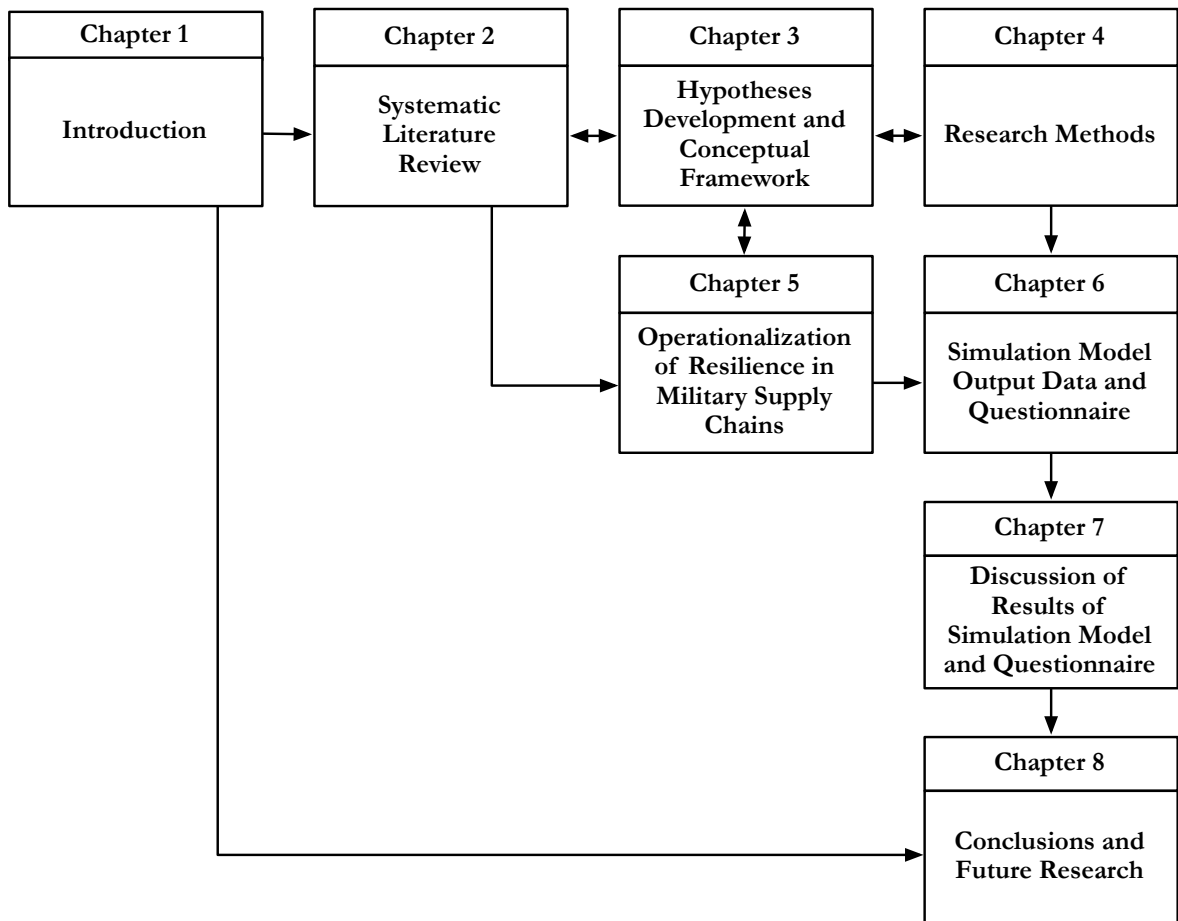 Chapter 1
Introduction
Chapter 2
Systematic
Literature
Review
Chapter 3
Hypotheses
Development and
Conceptual
Framework
Chapter 4
Research Methods
Chapter 5
Operationalization
of Resilience in
Military Supply
Chains
Chapter 6
Simulation Model
Output Data and
Questionnaire
Chapter 7
Discussion of
Results of
Simulation Model
and Questionnaire
Chapter 8
Conclusions and
Future Research